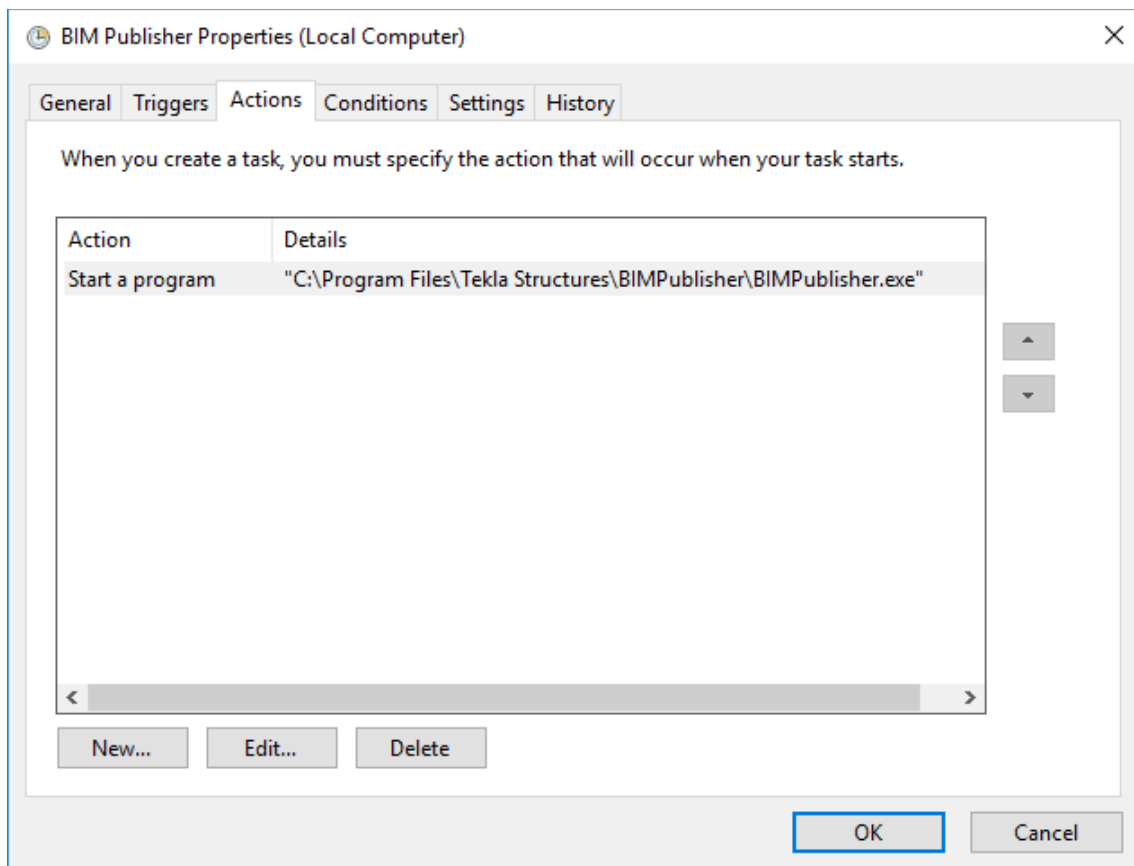 BIM Publisher Properties (Local Computer)
General Triggers Actions Conditions Settings History
When you create a task, you must specify the action that will occur when your task starts.
Action Details
Start a program "C:\Program Files\Tekla Structures\BIMPublisher\BIMPublisher.exe"
New... Edit... Delete
OK Cancel